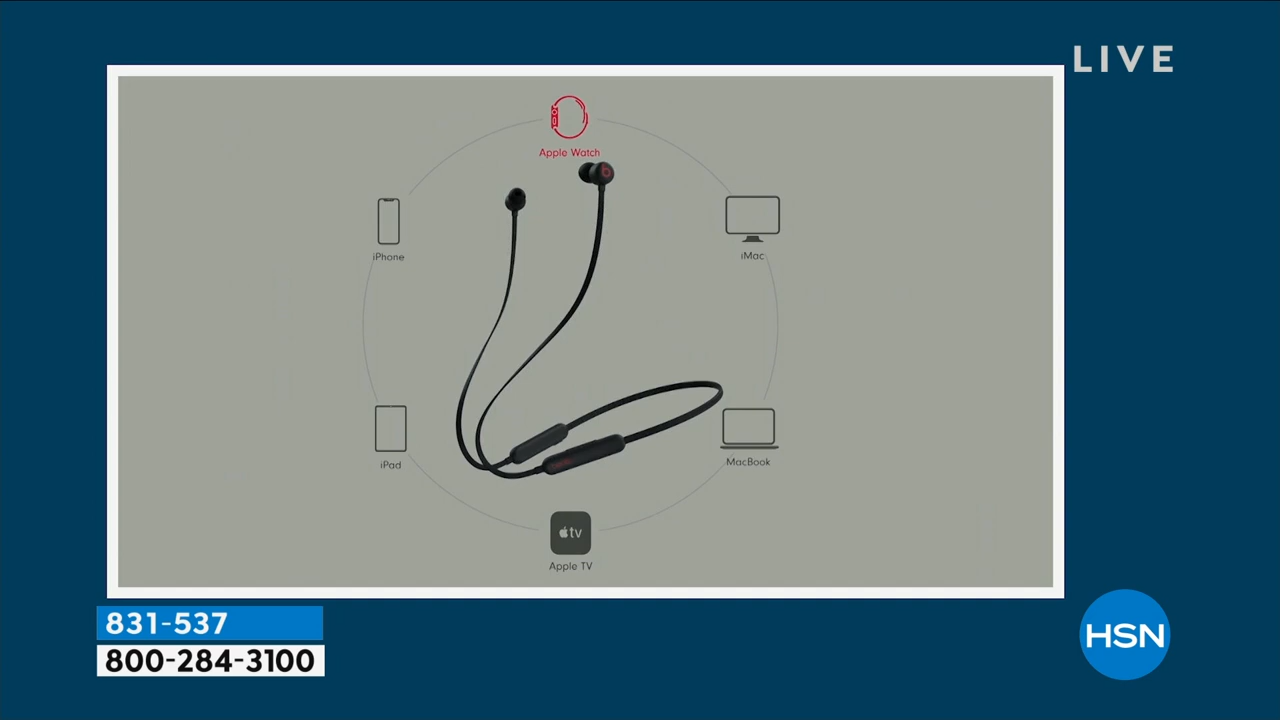 LIVE
Apple Watch
iPhone
iMac
iPad
MacBook
tv
Apple TV
831-537
800-284-3100
HSN